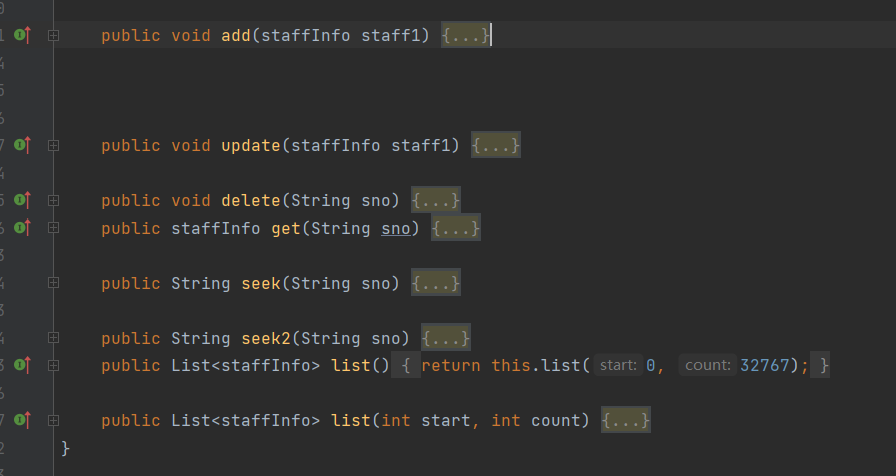 public void add(staffInfo staff1) {...}
public void update(staffInfo staff1) {...}
public void delete(String sno) {...}
public staffInfo get(String sno) {...}
public String seek(String sno) {...}
public String seek2(String sno) {...}
public List<staffInfo> list() { return this.list( start: 0, count: 32767); }
public List<staffInfo> list(int start, int count) {...}
}